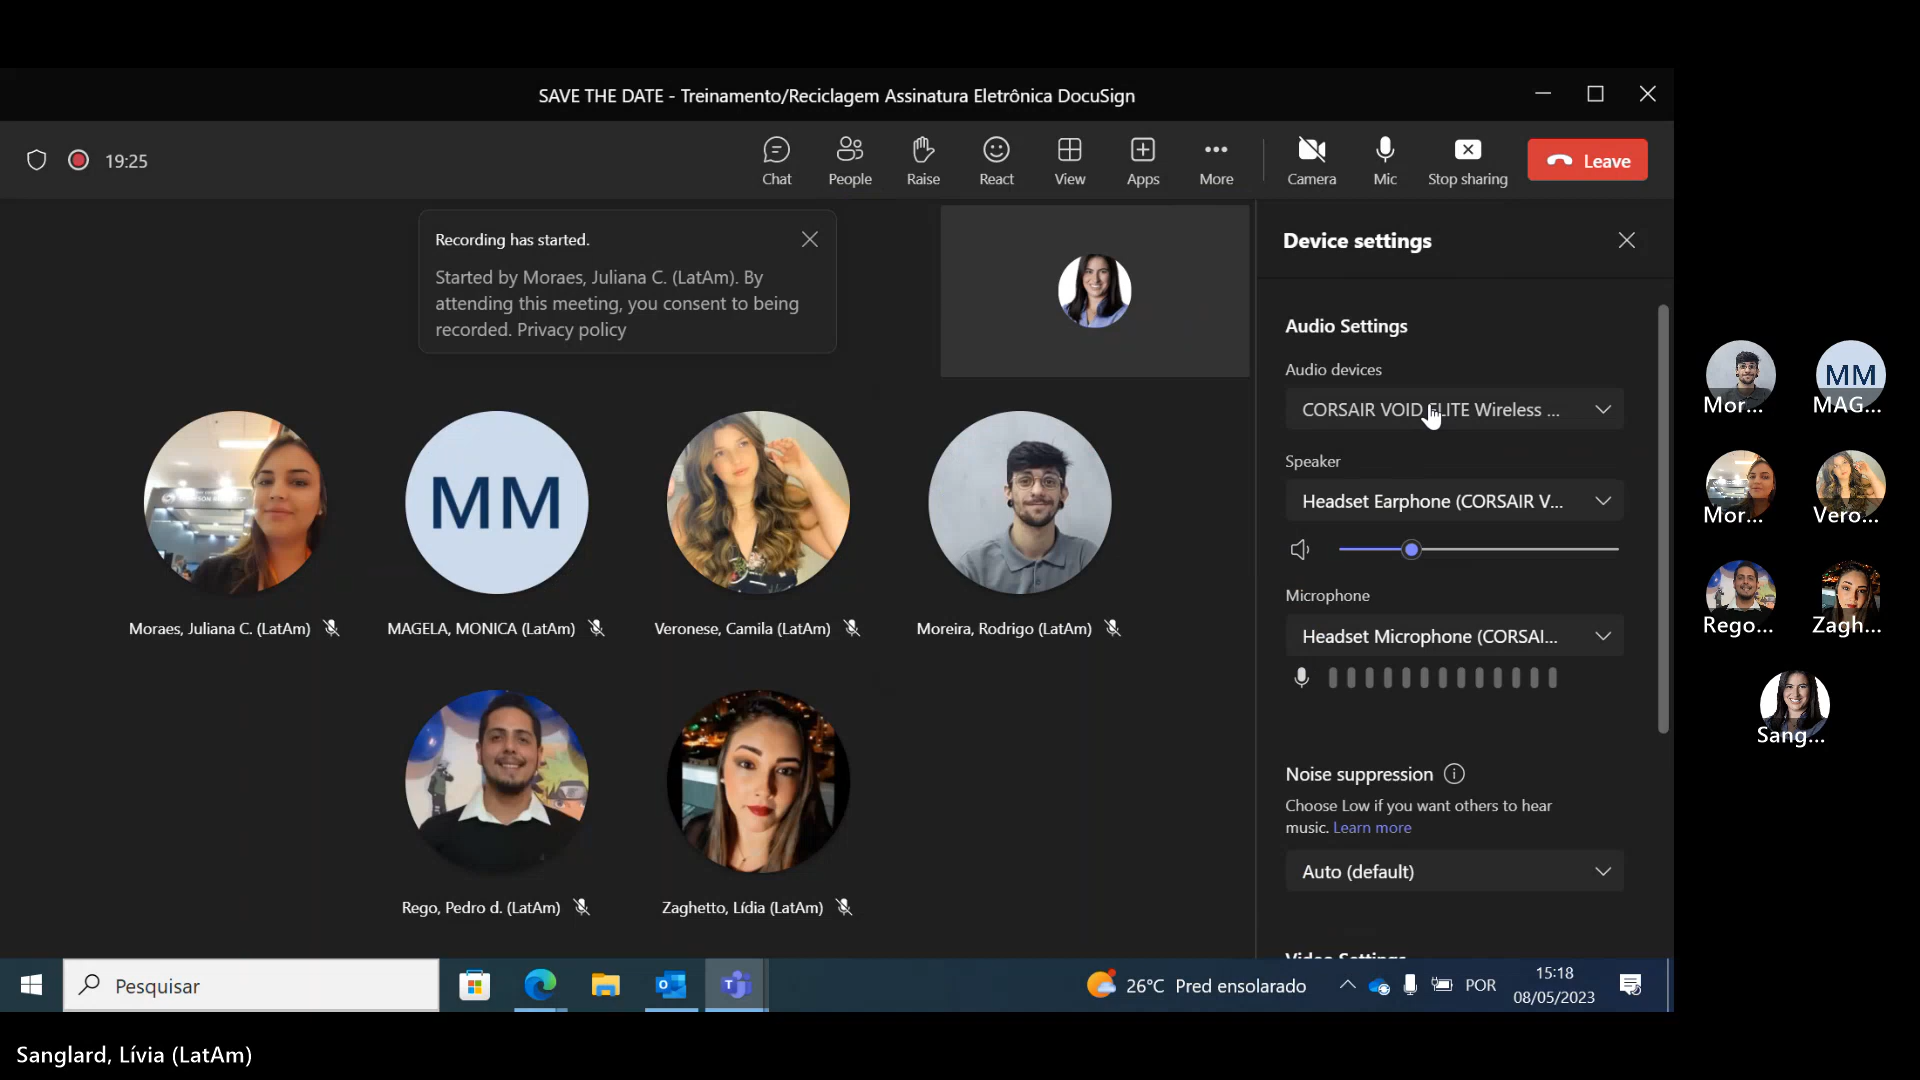 SAVE THE DATE - Treinamento/Reciclagem Assinatura Eletrônica DocuSign
19:25
Chat
People
Raise
React
View
Apps
More
Camera
Mic
Stop sharing
Leave
Recording has started.
Started by Moraes, Juliana C. (LatAm). By
attending this meeting, you consent to being
recorded. Privacy policy
Moraes, Juliana C. (LatAm)
MM
MAGELA, MONICA (LatAm)
Veronese, Camila (LatAm)
Moreira, Rodrigo (LatAm)
Rego, Pedro d. (LatAm)
Zaghetto, Lídia (LatAm)
Device settings
Audio Settings
Audio devices
CORSAIR VOID ELITE Wireless ...
Speaker
Headset Earphone (CORSAIR V...
Microphone
Headset Microphone (CORSAI...
Noise suppression
Choose Low if you want others to hear
music. Learn more
Auto (default)
Video Settings
Mor...
MM
MAG...
Mor...
Vero...
Rego...
Zagh...
Sang...
Pesquisar
26°C Pred ensolarado
POR
15:18
08/05/2023
Sanglard, Lívia (LatAm)